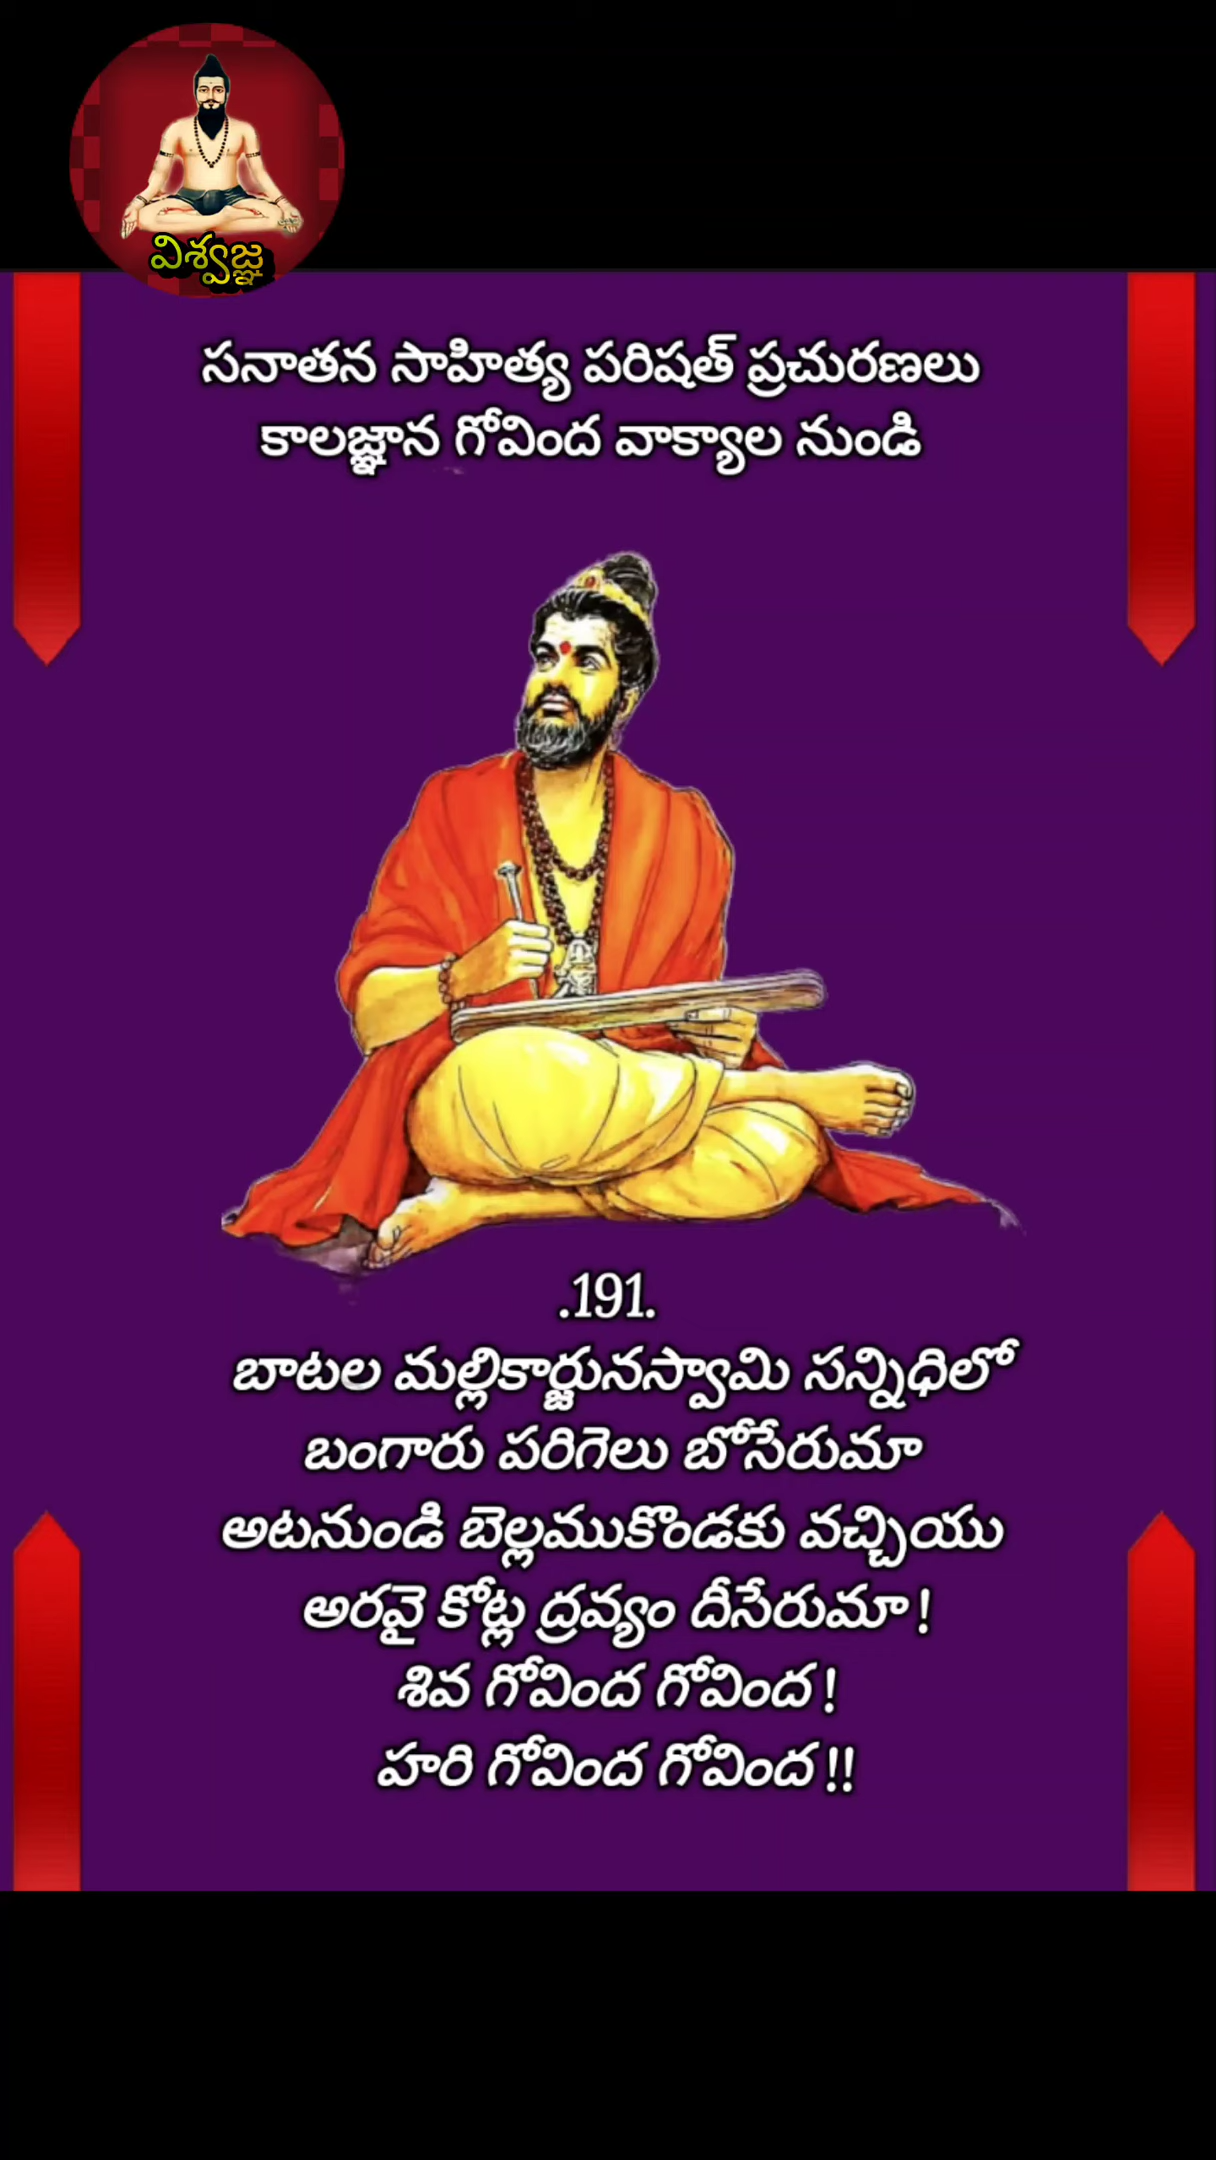 విశ్వజ్ఞ
సనాతన సాహిత్య పరిషత్ ప్రచురణలు
కాలజ్ఞాన గోవింద వాక్యాల నుండి
.191.
బాటల మల్లికార్జునస్వామి సన్నిధిలో
బంగారు పరిగెలు బోసేరుమా
అటనుండి బెల్లముకొండకు వచ్చియు
అరవై కోట్ల ద్రవ్యం దీసేరుమా !
శివ గోవింద గోవింద !
హరి గోవింద గోవింద !!